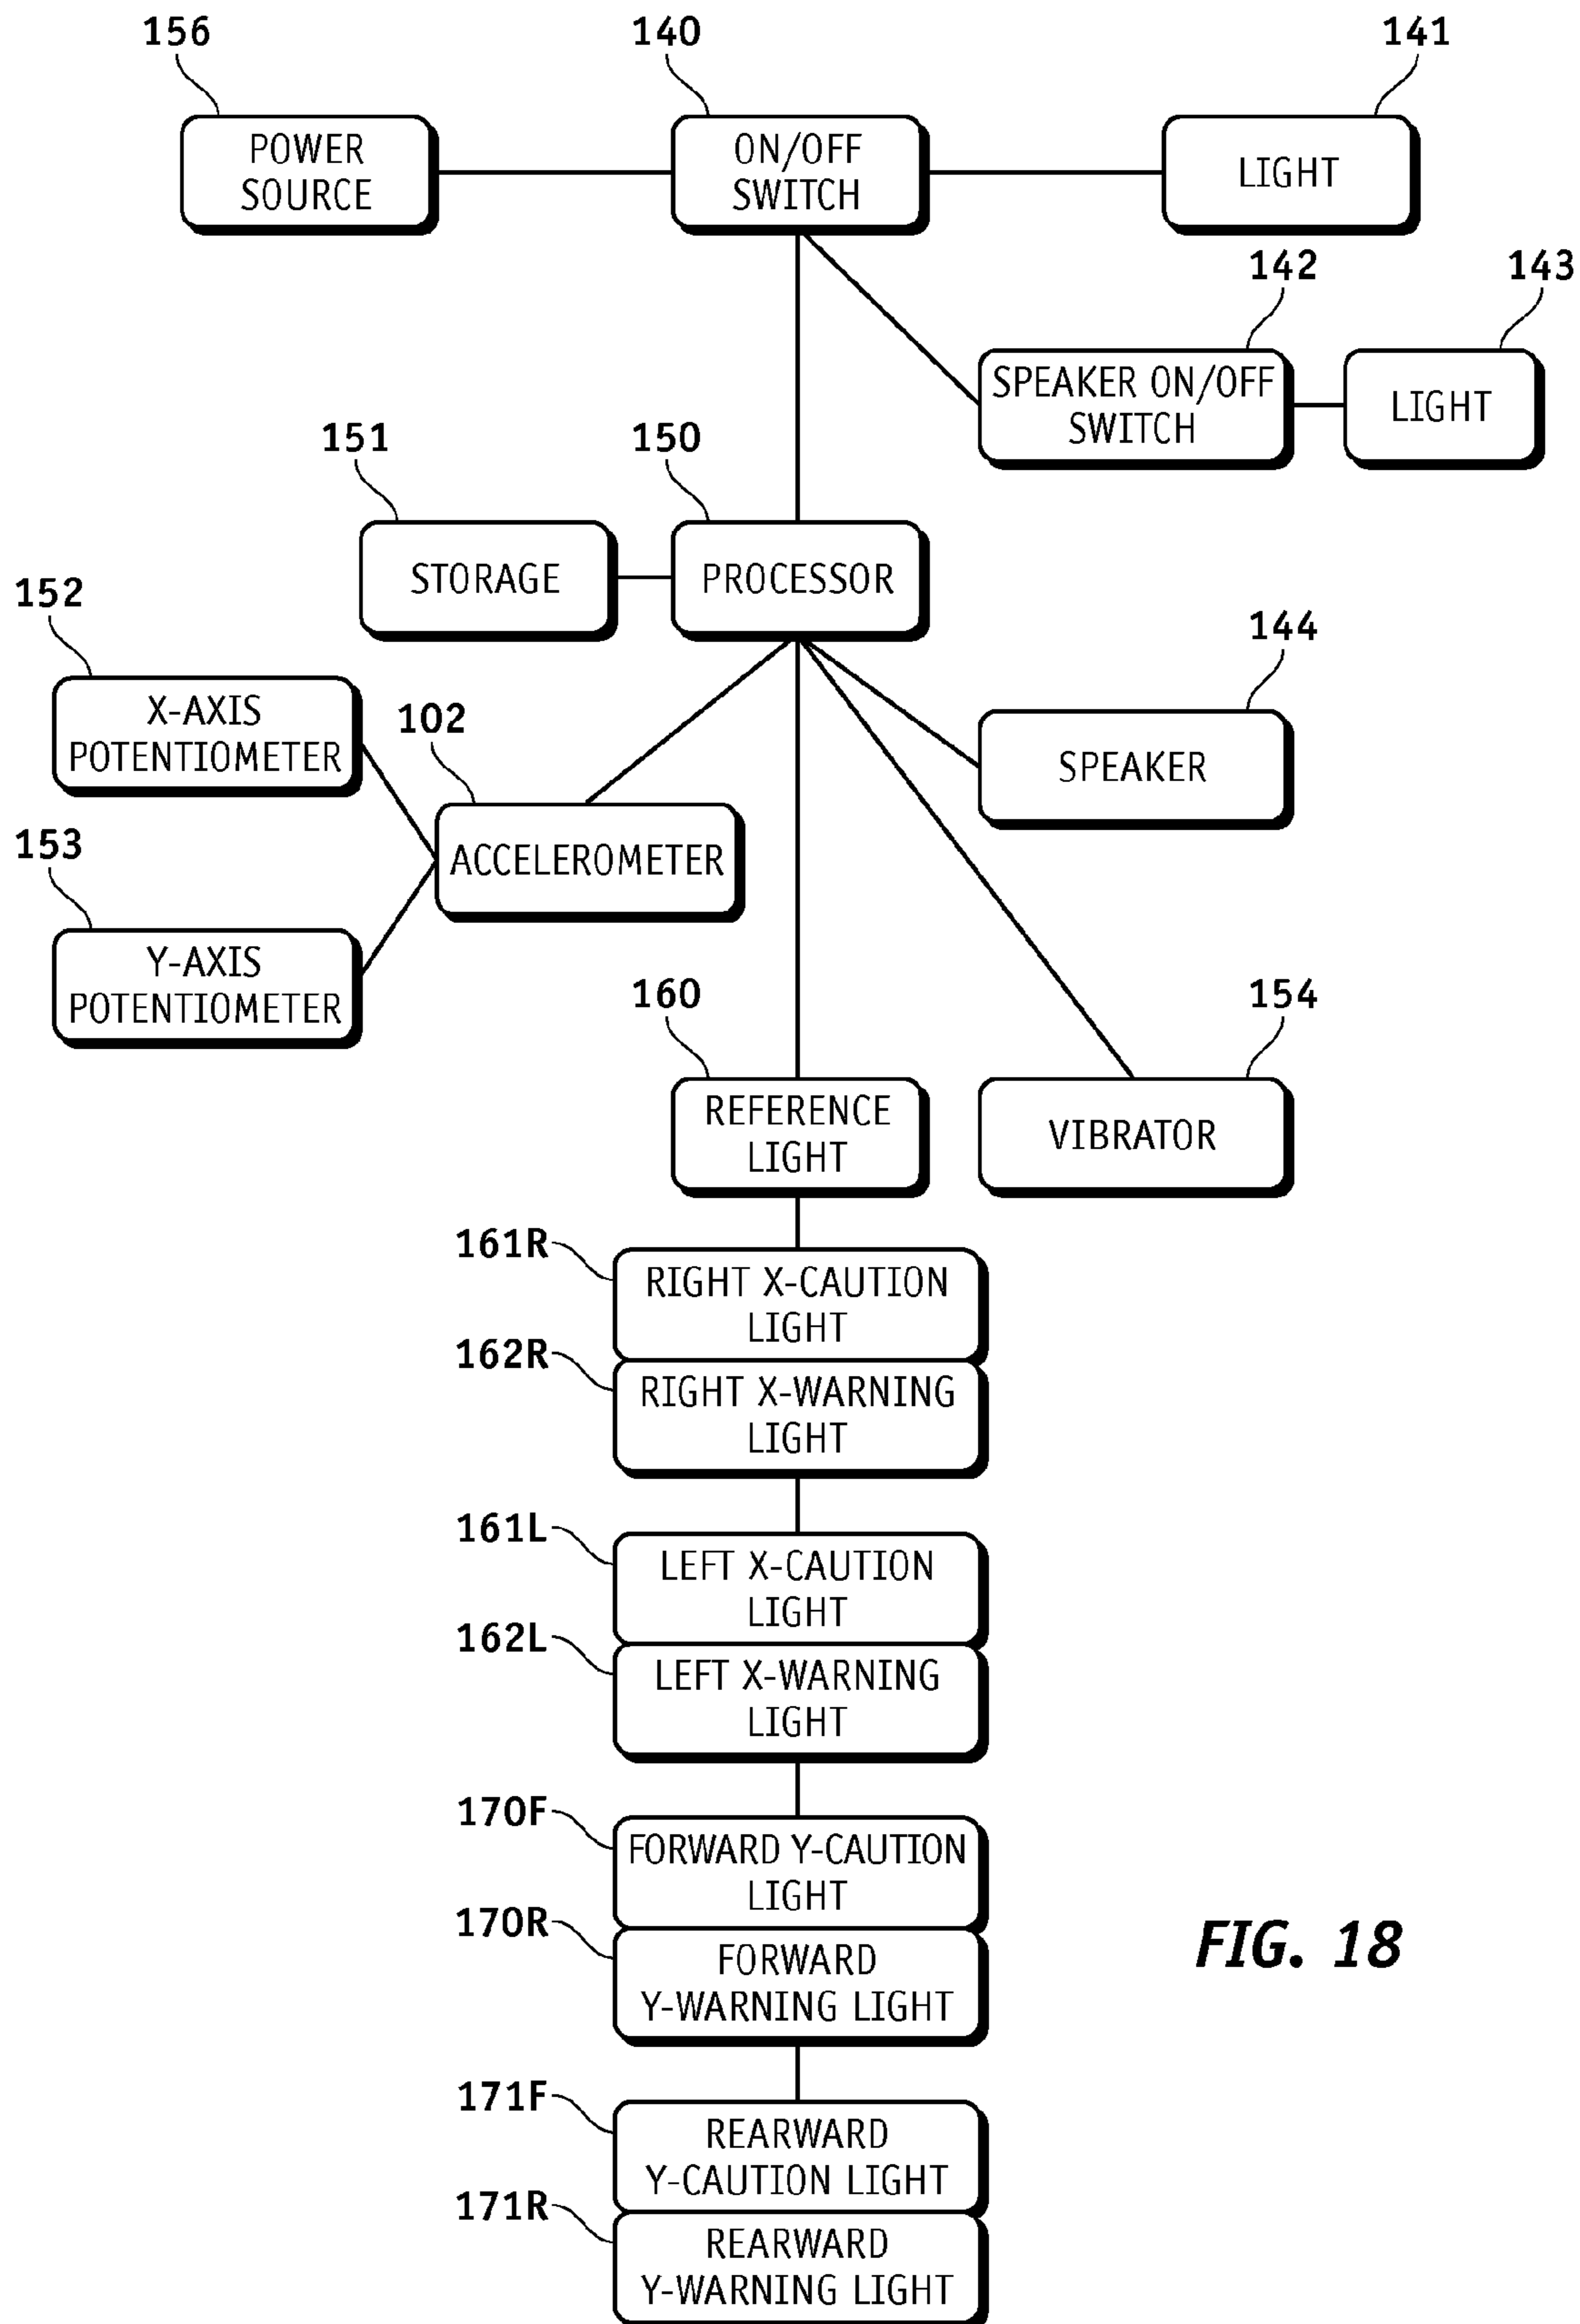 156
140
141
POWER
SOURCE
ON/OFF
SWITCH
LIGHT
142
143
SPEAKER ON/OFF
SWITCH
LIGHT
151
150
STORAGE
PROCESSOR
152
144
X-AXIS
POTENTIOMETER
102
SPEAKER
ACCELEROMETER
153
Y-AXIS
POTENTIOMETER
160
154
REFERENCE
LIGHT
VIBRATOR
161R
RIGHT X-CAUTION
LIGHT
162R
RIGHT X-WARNING
LIGHT
161L
LEFT X-CAUTION
LIGHT
162L
LEFT X-WARNING
LIGHT
170F
FORWARD Y-CAUTION
LIGHT
170R
FORWARD
Y-WARNING LIGHT
FIG. 18
171F
REARWARD
Y-CAUTION LIGHT
171R
REARWARD
Y-WARNING LIGHT